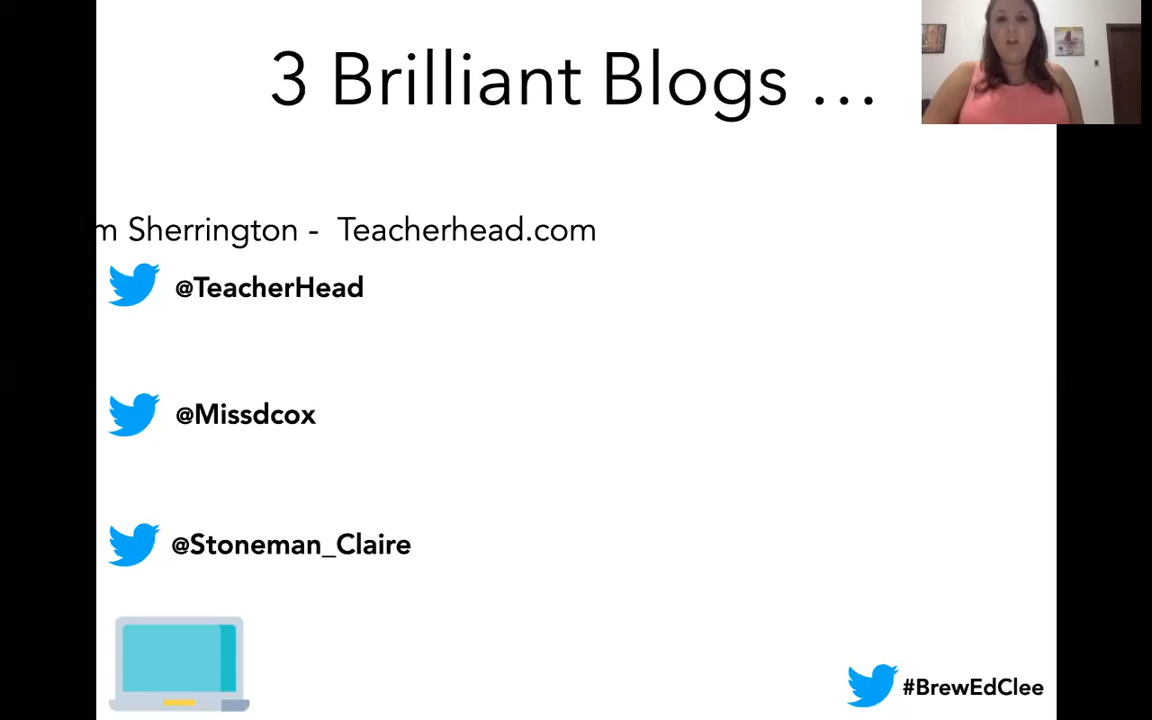 3 Brilliant Blogs ...
m Sherrington - Teacherhead.com
@TeacherHead
@Missdcox
@Stoneman_Claire
#BrewEdClee